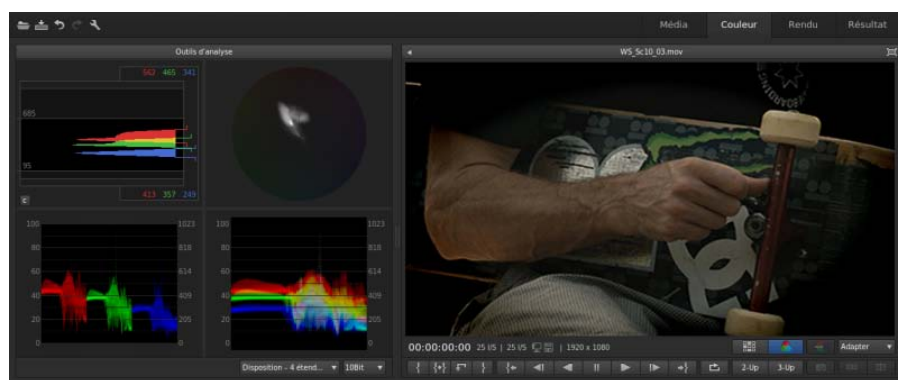 Média Couleur Rendu Résultat
Outils d'analyse
WS_Sc10_03.mov
562 465 341
685
95
413 357 249
C
100 1023 100 1023
80 818 80 818
60 614 60 614
40 409 40 409
20 205 20 205
0 0 0 0
Disposition - 4 étend... 10Bit
00:00:00:00 25 I/S | 25 I/S | 1920 x 1080
Adapter
2-Up 3-Up